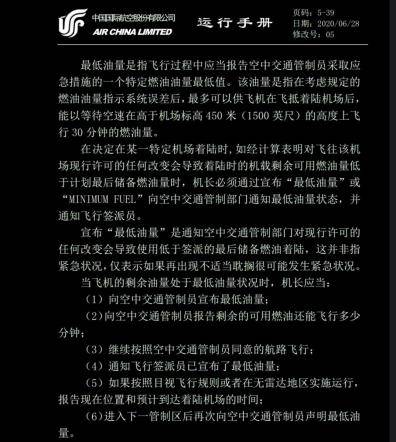 中国国际航空股份有限公司
AIR CHINA LIMITED
运行手册
页码：5-39
日期：2020/06/28
修改号：05
最低油量是指飞行过程中应当报告空中交通管制员采取应
急措施的一个特定燃油油量最低值。该油量是指在考虑规定的
燃油油量指示系统误差后，最多可以供飞机在飞抵着陆机场后，
能以等待空速在高于机场标高 450 米（1500 英尺）的高度上飞
行 30 分钟的燃油量。
在决定在某一特定机场着陆时,如经计算表明对飞往该机
场现行许可的任何改变会导致着陆时的机载剩余可用燃油量低
于计划最后储备燃油量时，机长必须通过宣布“最低油量”或
“MINIMUM FUEL”向空中交通管制部门通知最低油量状态，并
通知飞行签派员。
宣布“最低油量”是通知空中交通管制部门对现行许可的
任何改变会导致使用低于签派的最后储备燃油着陆，这并非指
紧急状况，仅表示如果再出现不适当耽搁很可能发生紧急状况。
当飞机的剩余油量处于最低油量状况时，机长应当：
（1）向空中交通管制员宣布最低油量；
（2）向空中交通管制员报告剩余的可用燃油还能飞行多少
分钟；
（3）继续按照空中交通管制员同意的航路飞行；
（4）通知飞行签派员已宣布了最低油量；
（5）如果按照目视飞行规则或者在无雷达地区实施运行，
报告现在位置和预计到达着陆机场的时间；
（6）进入下一管制区后再次向空中交通管制员声明最低油
量。